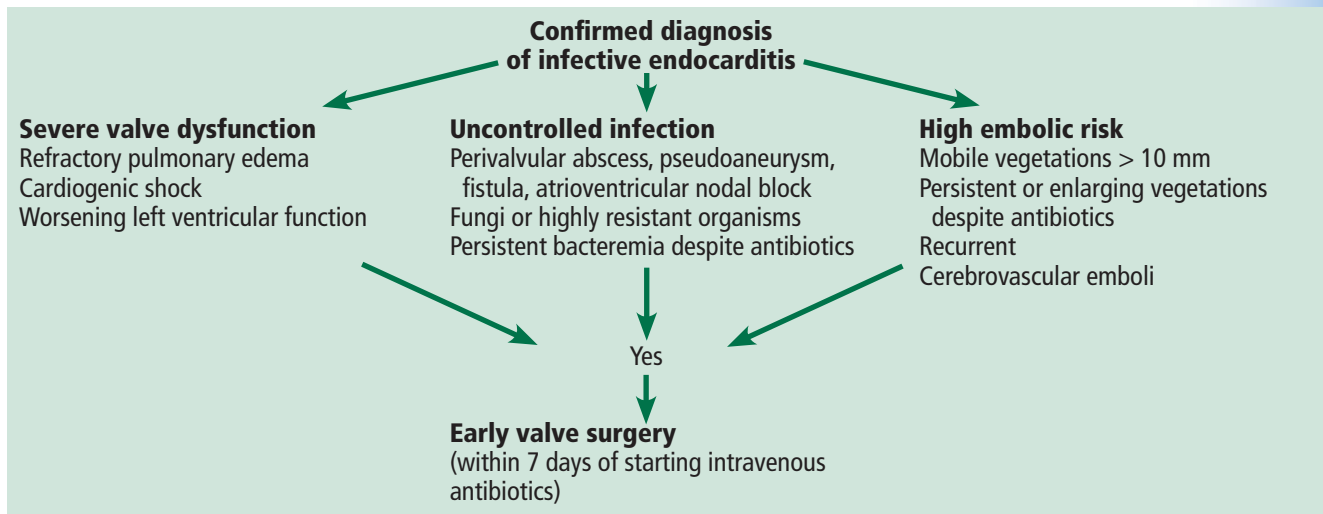 Confirmed diagnosis
of infective endocarditis
Severe valve dysfunction
Refractory pulmonary edema
Cardiogenic shock
Worsening left ventricular function
Uncontrolled infection
Perivalvular abscess, pseudoaneurysm,
fistula, atrioventricular nodal block
Fungi or highly resistant organisms
Persistent bacteremia despite antibiotics
High embolic risk
Mobile vegetations > 10 mm
Persistent or enlarging vegetations
despite antibiotics
Recurrent
Cerebrovascular emboli
Yes
Early valve surgery
(within 7 days of starting intravenous
antibiotics)